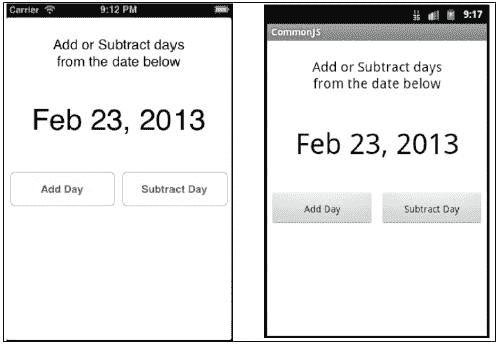 Carrier 9:12 PM
Add or Subtract days
from the date below
Feb 23, 2013
Add Day Subtract Day
9:17
CommonJS
Add or Subtract days
from the date below
Feb 23, 2013
Add Day Subtract Day